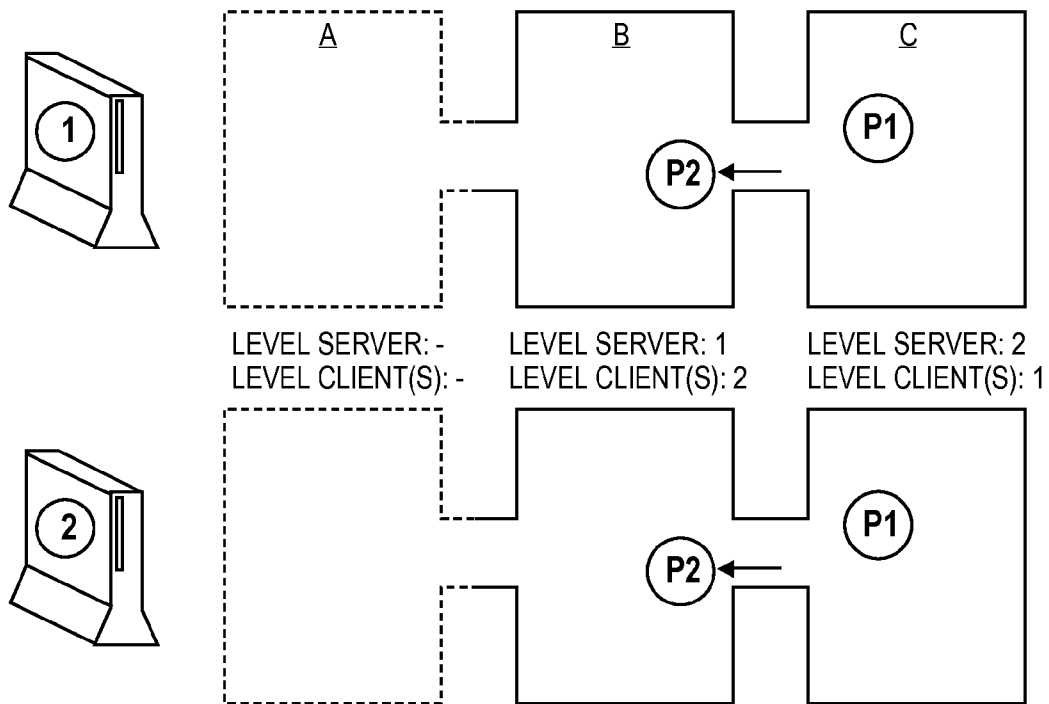 A
B
C
1
P2
P1
LEVEL SERVER: -
LEVEL CLIENT(S): -
LEVEL SERVER: 1
LEVEL CLIENT(S): 2
LEVEL SERVER: 2
LEVEL CLIENT(S): 1
2
P2
P1